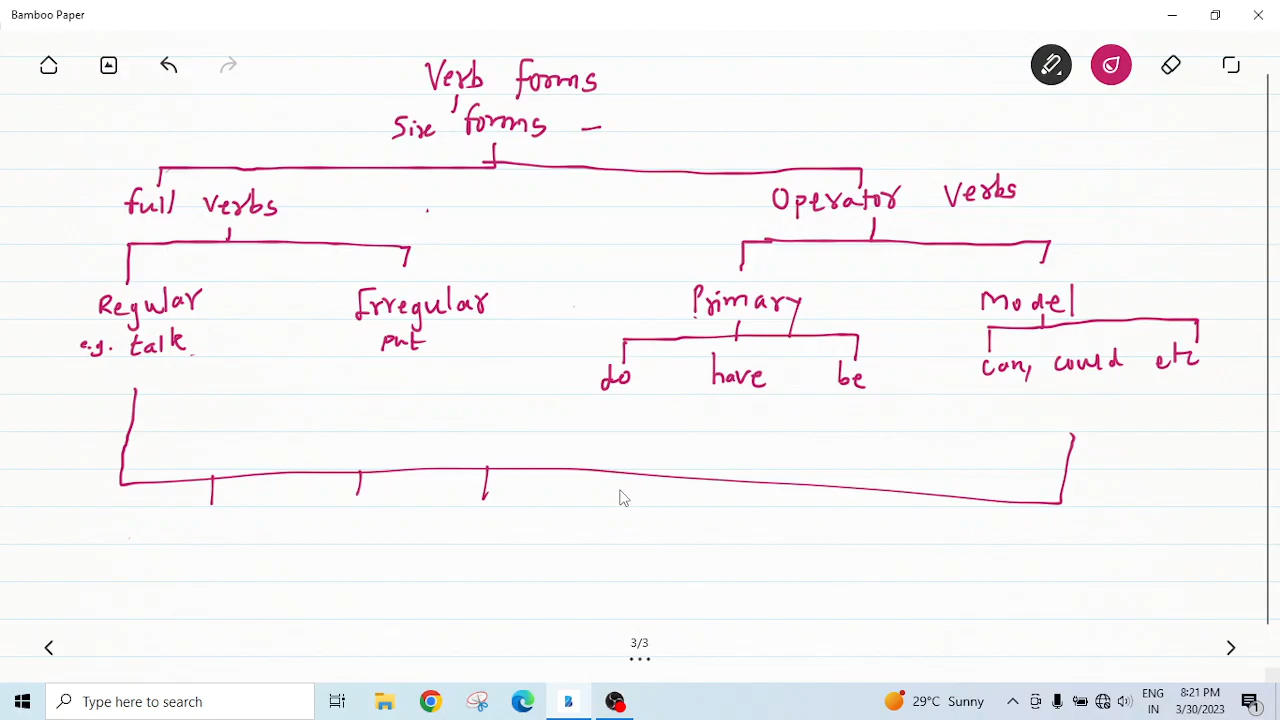 Bamboo Paper
Verb forms
Six forms -
full verbs
Operator Verbs
Regular
Irregular
Primary
Model
e.g. talk
put
do have be
can, could etc
3/3
Type here to search
29°C Sunny
ENG
IN
8:21 PM
3/30/2023
1